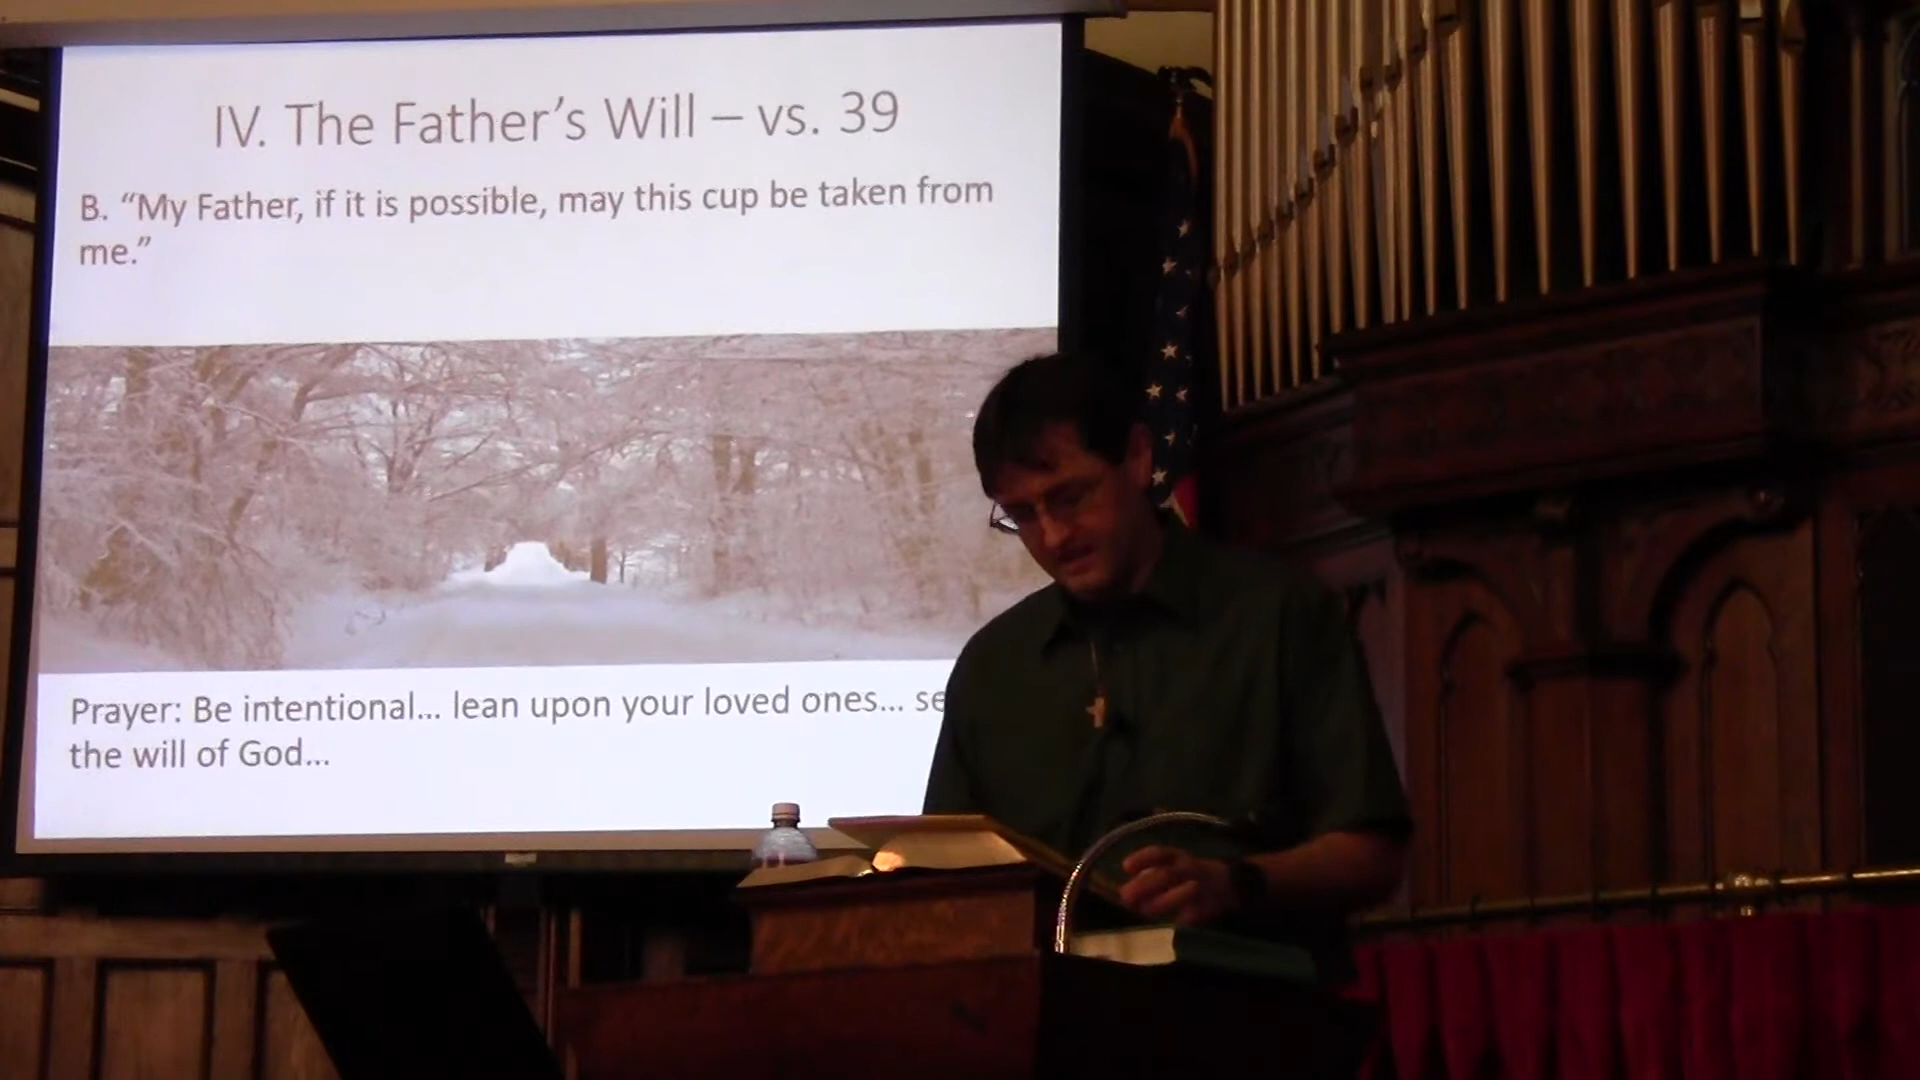 IV. The Father's Will – vs. 39
B. "My Father, if it is possible, may this cup be taken from
me."
Prayer: Be intentional... lean upon your loved ones...
the will of God...